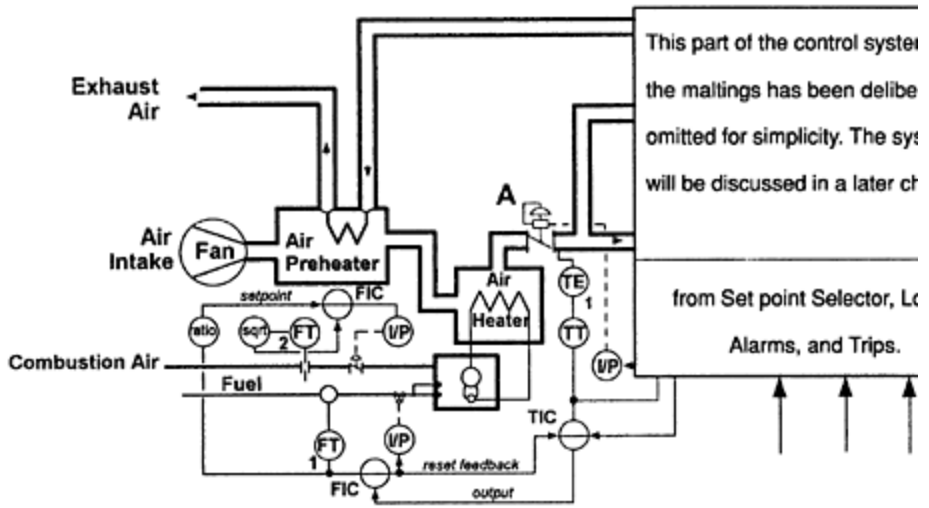 This part of the control system
the maltings has been delibe
omitted for simplicity. The sys
will be discussed in a later ch
Exhaust
Air
A
Air
Intake
Fan
Air
Preheater
Air
Heater
TE
1
setpoint
FIC
ratio
sqrt
FT
2
I/P
TT
from Set point Selector, Lo
Alarms, and Trips.
I/P
Combustion Air
Fuel
TIC
FT
1
I/P
reset feedback
FIC
output